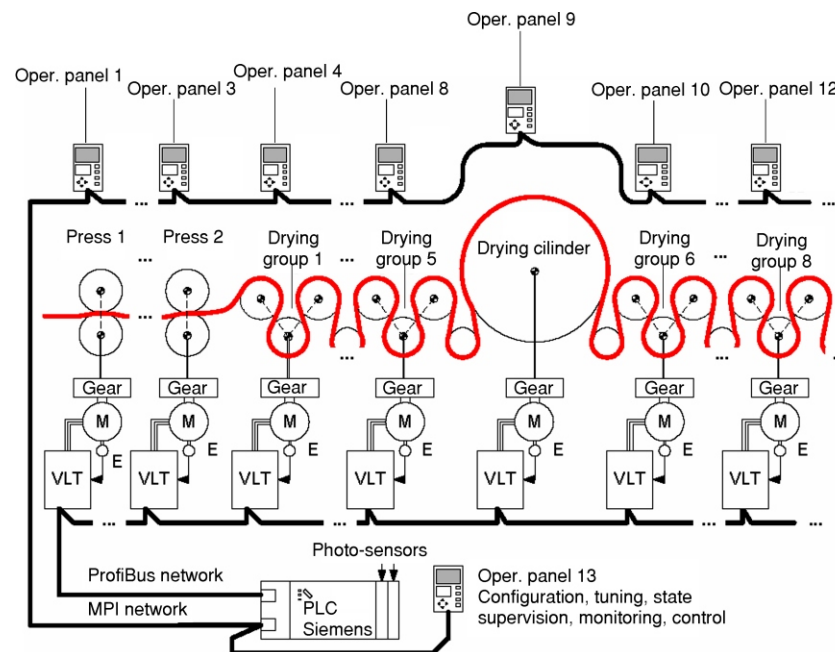 Oper. panel 9
Oper. panel 1
Oper. panel 4
Oper. panel 3
Oper. panel 8
Oper. panel 10
Oper. panel 12
...
...
...
...
Press 1
...
Press 2
Drying
group 1
...
Drying
group 5
Drying cilinder
Drying
group 6
...
Drying
group 8
...
...
...
...
Gear
Gear
Gear
Gear
Gear
Gear
Gear
M
M
M
M
M
M
M
E
E
E
E
E
E
E
VLT
VLT
VLT
VLT
VLT
VLT
VLT
...
...
...
...
Photo-sensors
ProfiBus network
MPI network
PLC
Siemens
Oper. panel 13
Configuration, tuning, state
supervision, monitoring, control